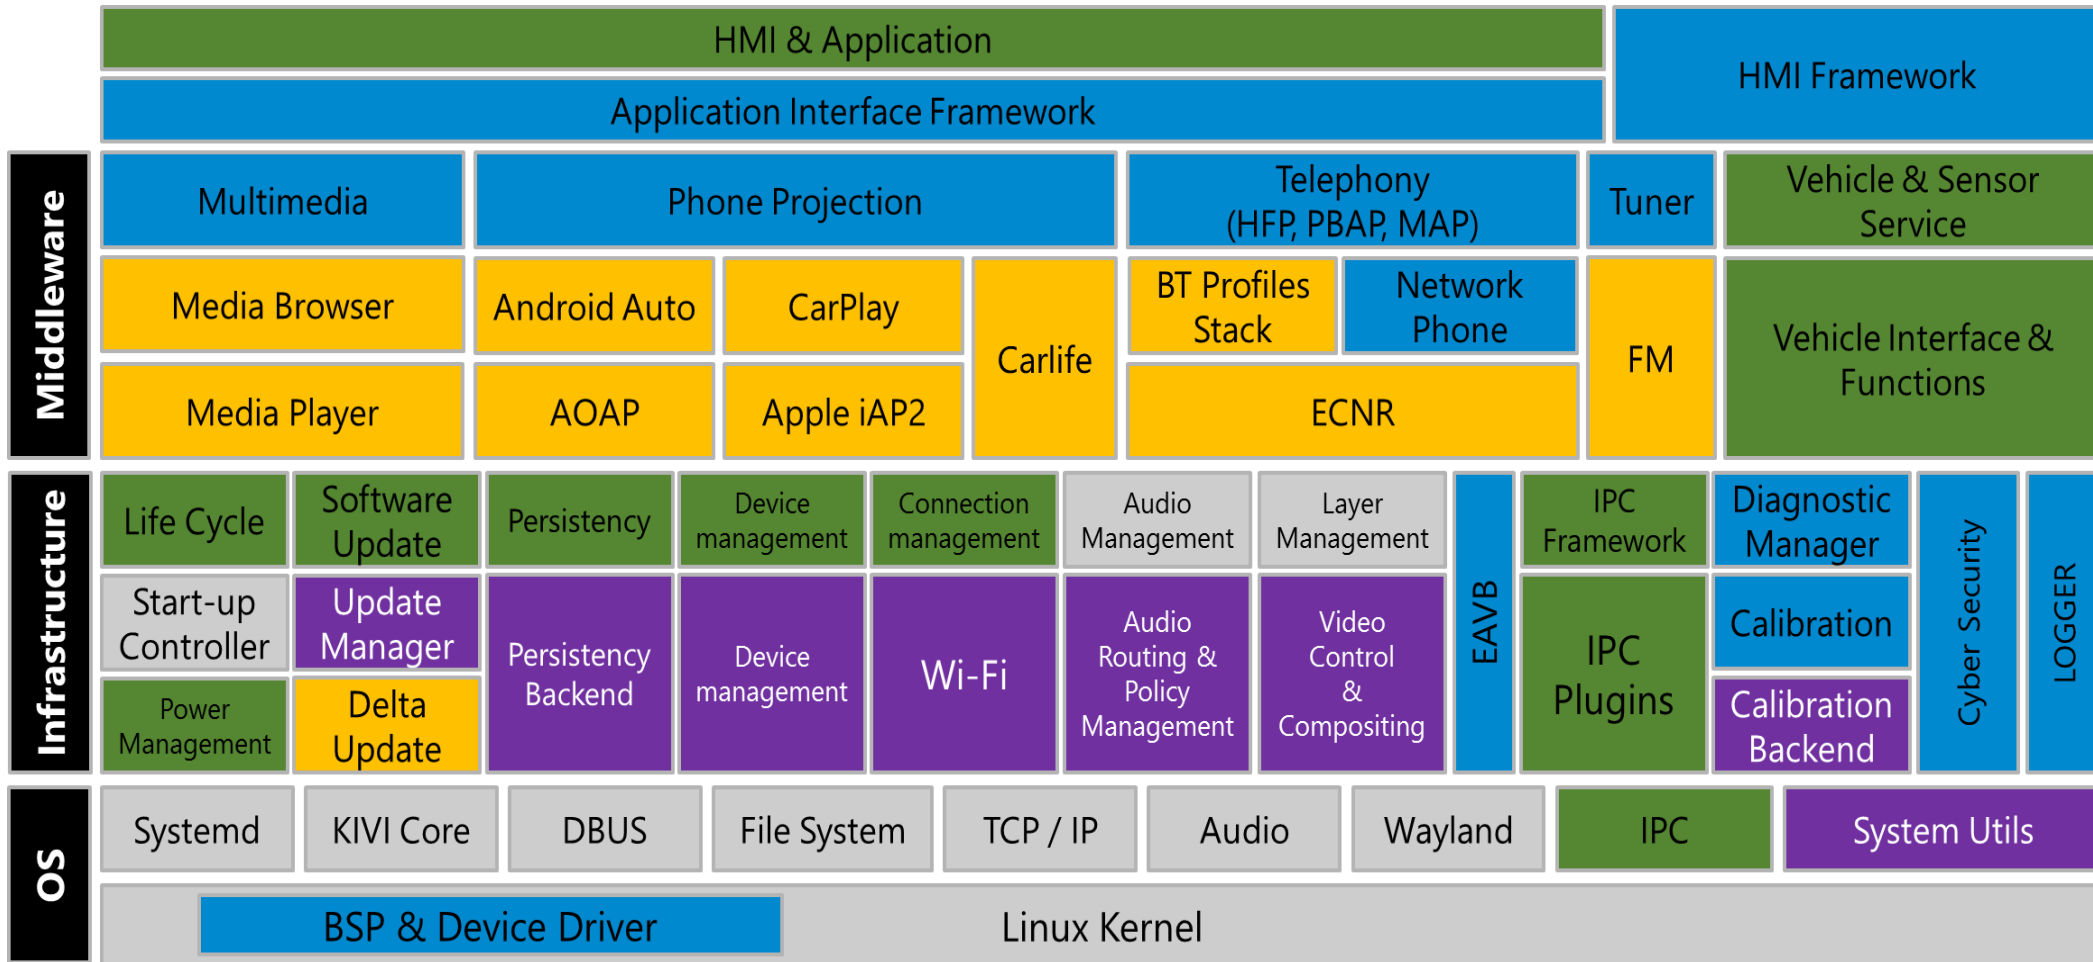 HMI & Application
HMI Framework
Application Interface Framework
Middleware
Multimedia
Phone Projection
Telephony
(HFP, PBAP, MAP)
Tuner
Vehicle & Sensor
Service
Media Browser
Android Auto
CarPlay
Carlife
BT Profiles
Stack
Network
Phone
FM
Vehicle Interface &
Functions
Media Player
AOAP
Apple iAP2
ECNR
Infrastructure
Life Cycle
Software
Update
Persistency
Device
management
Connection
management
Audio
Management
Layer
Management
EAVB
IPC
Framework
Diagnostic
Manager
Cyber Security
LOGGER
Start-up
Controller
Update
Manager
Persistency
Backend
Device
management
Wi-Fi
Audio
Routing &
Policy
Management
Video
Control
&
Compositing
IPC
Plugins
Calibration
Power
Management
Delta
Update
Calibration
Backend
OS
Systemd
KIVI Core
DBUS
File System
TCP / IP
Audio
Wayland
IPC
System Utils
BSP & Device Driver
Linux Kernel